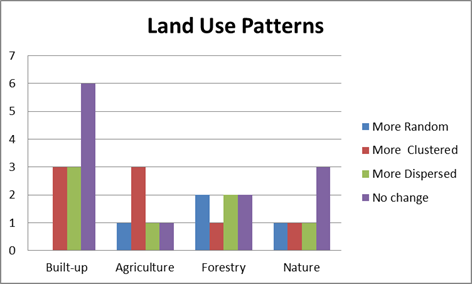 Land Use Patterns
7
6
5
4
3
2
1
0
Built-up Agriculture Forestry Nature
More Random
More Clustered
More Dispersed
No change